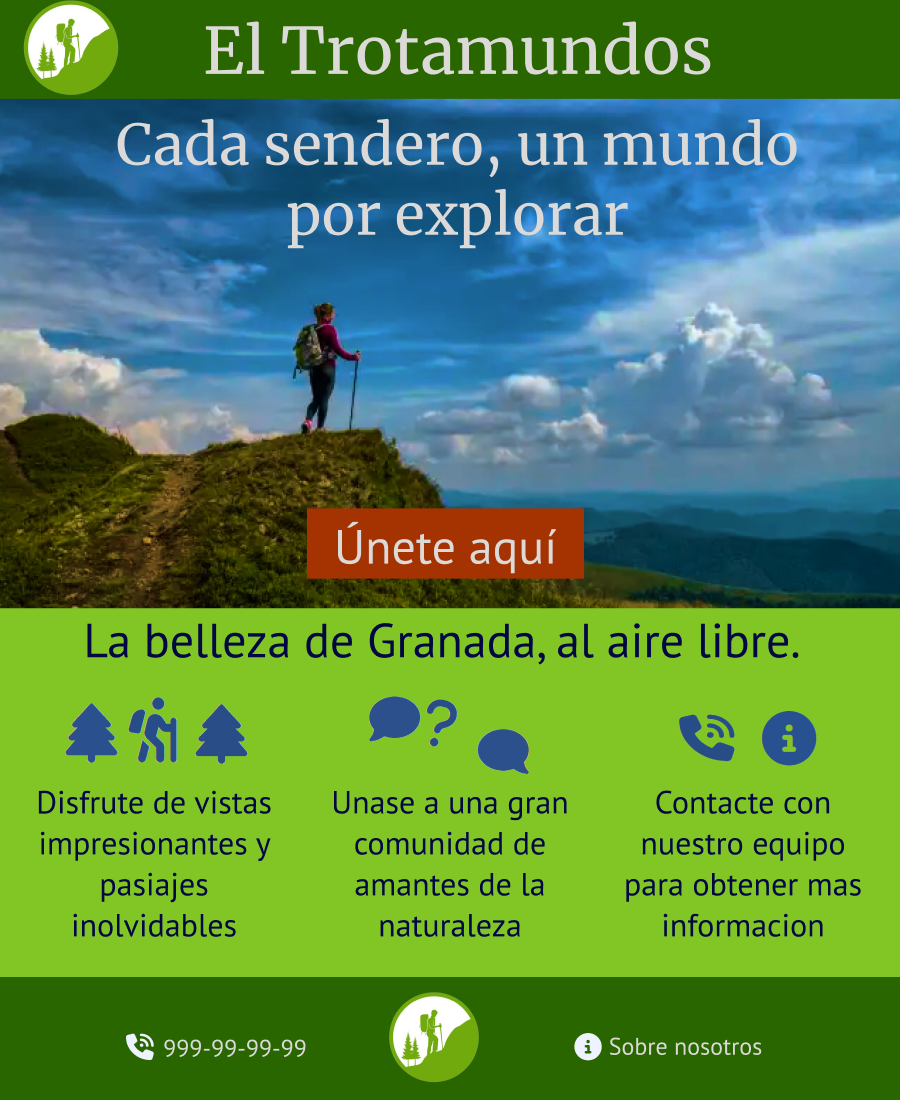 El Trotamundos
Cada sendero, un mundo
por explorar
Únete aquí
La belleza de Granada, al aire libre.
Disfrute de vistas
impresionantes y
pasiajes
inolvidables
Unase a una gran
comunidad de
amantes de la
naturaleza
Contacte con
nuestro equipo
para obtener mas
informacion
999-99-99-99
Sobre nosotros